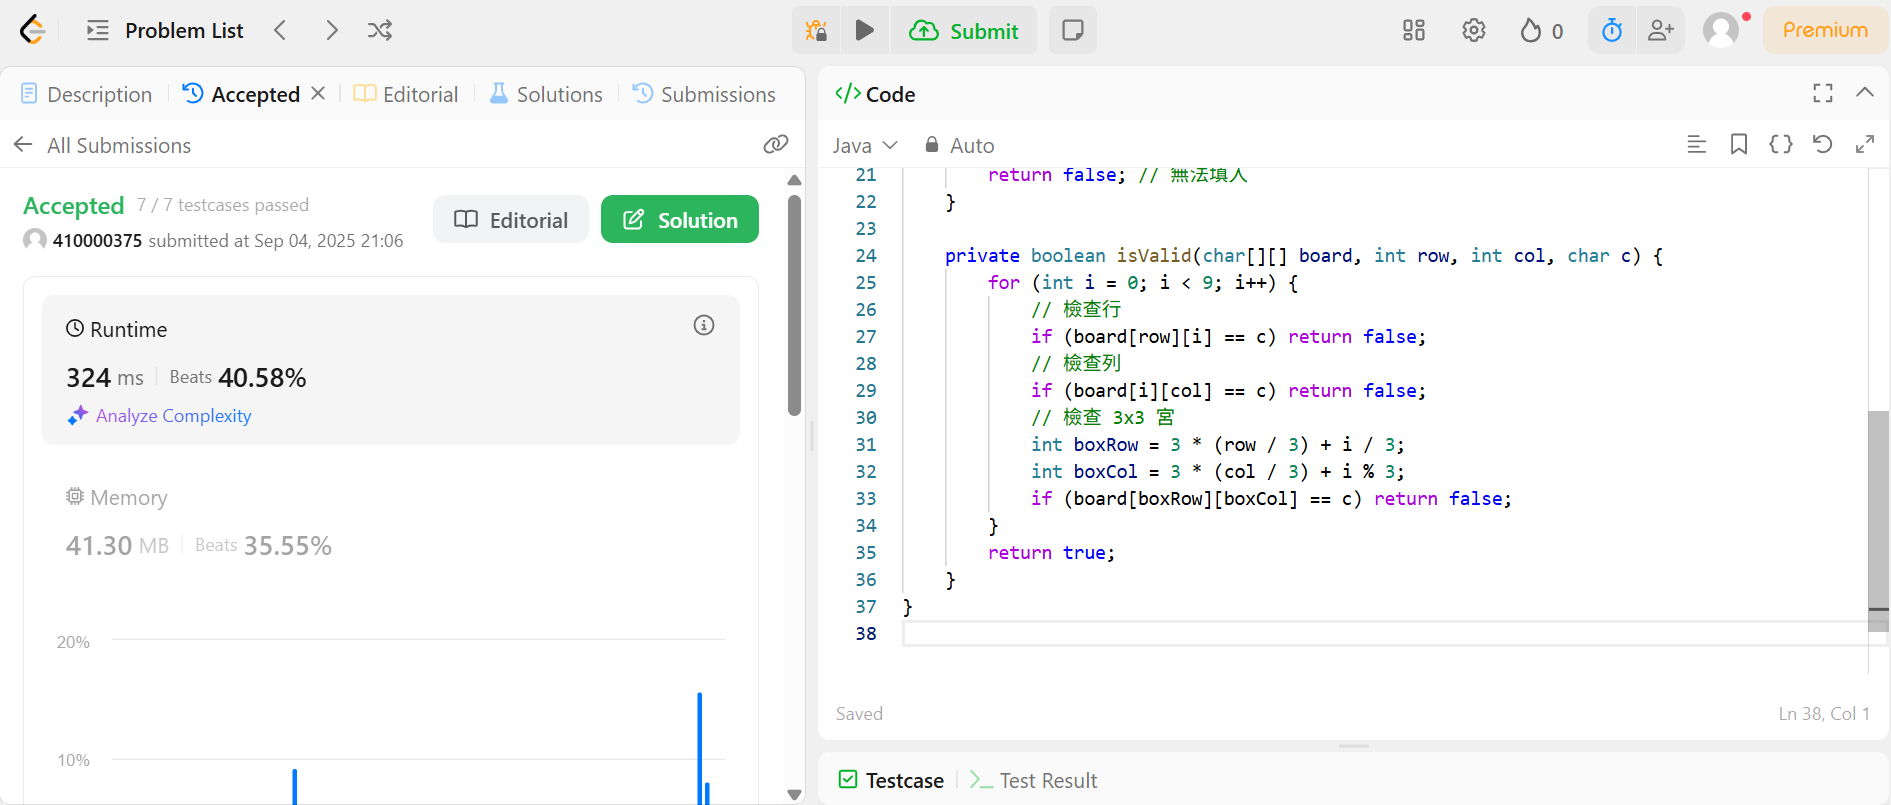 Problem List
Submit
0
Premium
Description
Accepted
Editorial
Solutions
Submissions
All Submissions
Accepted 7 / 7 testcases passed
410000375 submitted at Sep 04, 2025 21:06
Editorial
Solution
Runtime
324 ms
Beats 40.58%
Analyze Complexity
Memory
41.30 MB
Beats 35.55%
20%
10%
</> Code
Java
Auto
21 return false; // 無法填入
22 }
23
24 private boolean isValid(char[][] board, int row, int col, char c) {
25 for (int i = 0; i < 9; i++) {
26 // 檢查行
27 if (board[row][i] == c) return false;
28 // 檢查列
29 if (board[i][col] == c) return false;
30 // 檢查 3x3 宮
31 int boxRow = 3 * (row / 3) + i / 3;
32 int boxCol = 3 * (col / 3) + i % 3;
33 if (board[boxRow][boxCol] == c) return false;
34 }
35 return true;
36 }
37 }
38
Saved
Ln 38, Col 1
Testcase
Test Result